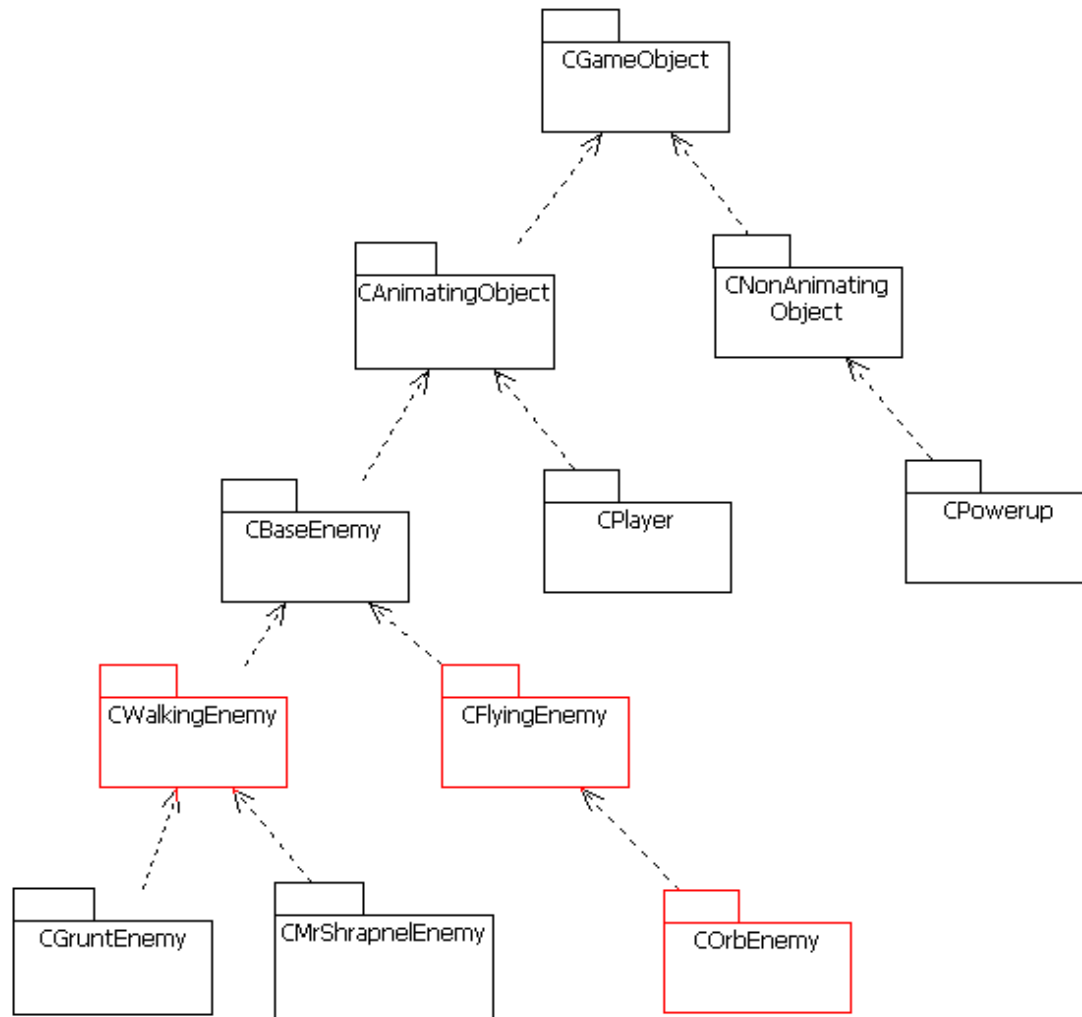 CGameObject
CAnimatingObject
CNonAnimating
Object
CBaseEnemy
CPlayer
CPowerup
CWalkingEnemy
CFlyingEnemy
CGruntEnemy
CMrShrapnelEnemy
COrbEnemy